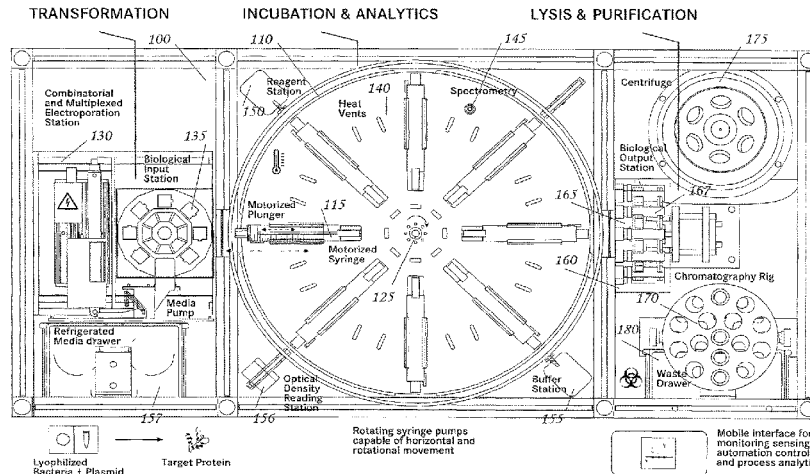 TRANSFORMATION
INCUBATION & ANALYTICS
LYSIS & PURIFICATION
100
110
145
175
Combinatorial
and Multiplexed
Electroporation
Station
130
Biological
Input
Station
135
Reagent
Station
150
Heat
Vents
140
Spectrometry
Centrifuge
Biological
Output
Station
167
165
Motorized
Plunger
115
Motorized
Syringe
125
160
Chromatography Rig
170
180
Media
Pump
Refrigerated
Media drawer
157
156
Optical
Density
Reading
Station
Buffer
Station
155
Waste
Drawer
Lyophilized
Bacteria + Plasmid
Target Protein
Rotating syringe pumps
capable of horizontal and
rotational movement
Mobile interface for
monitoring sensing
automation control
and process analyt